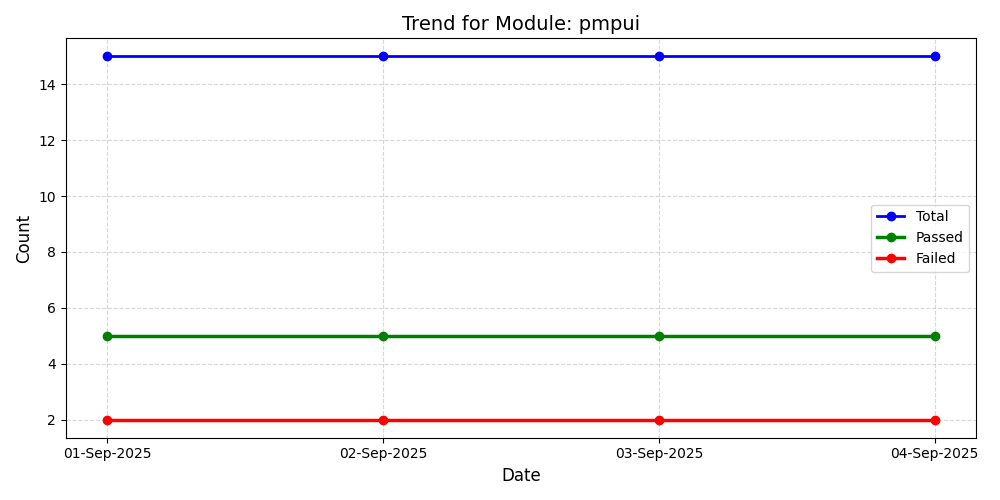 Trend for Module: pmpui
Count
14
12
10
8
6
4
2
Total
Passed
Failed
01-Sep-2025
02-Sep-2025
03-Sep-2025
04-Sep-2025
Date